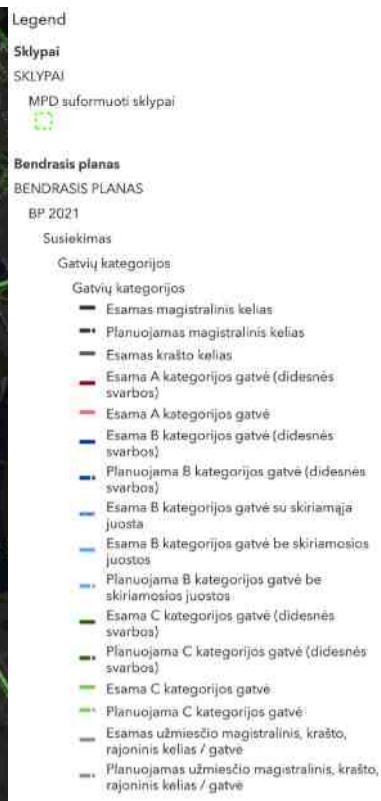 Legend
Sklypai
SKLYPAI
MPD suformuoti sklypai
Bendrasis planas
BENDRASIS PLANAS
BP 2021
Susiekimas
Gatvių kategorijos
Gatvių kategorijos
Esamas magistralinis kelias
Planuojamas magistralinis kelias
Esamas krašto kelias
Esama A kategorijos gatvė (didesnės
svarbos)
Esama A kategorijos gatvė
Esama B kategorijos gatvė (didesnės
svarbos)
Planuojama B kategorijos gatvė (didesnės
svarbos)
Esama B kategorijos gatvė su skiriamąja
juosta
Esama B kategorijos gatvė be skiriamosios
juostos
Planuojama B kategorijos gatvė be
skiriamosios juostos
Esama C kategorijos gatvė (didesnės
svarbos)
Planuojama C kategorijos gatvė (didesnės
svarbos)
Esama C kategorijos gatvė
Planuojama C kategorijos gatvė
Esamas užmiesčio magistralinis, krašto,
rajoninis kelias / gatvė
Planuojamas užmiesčio magistralinis, krašto,
rajoninis kelias / gatvė